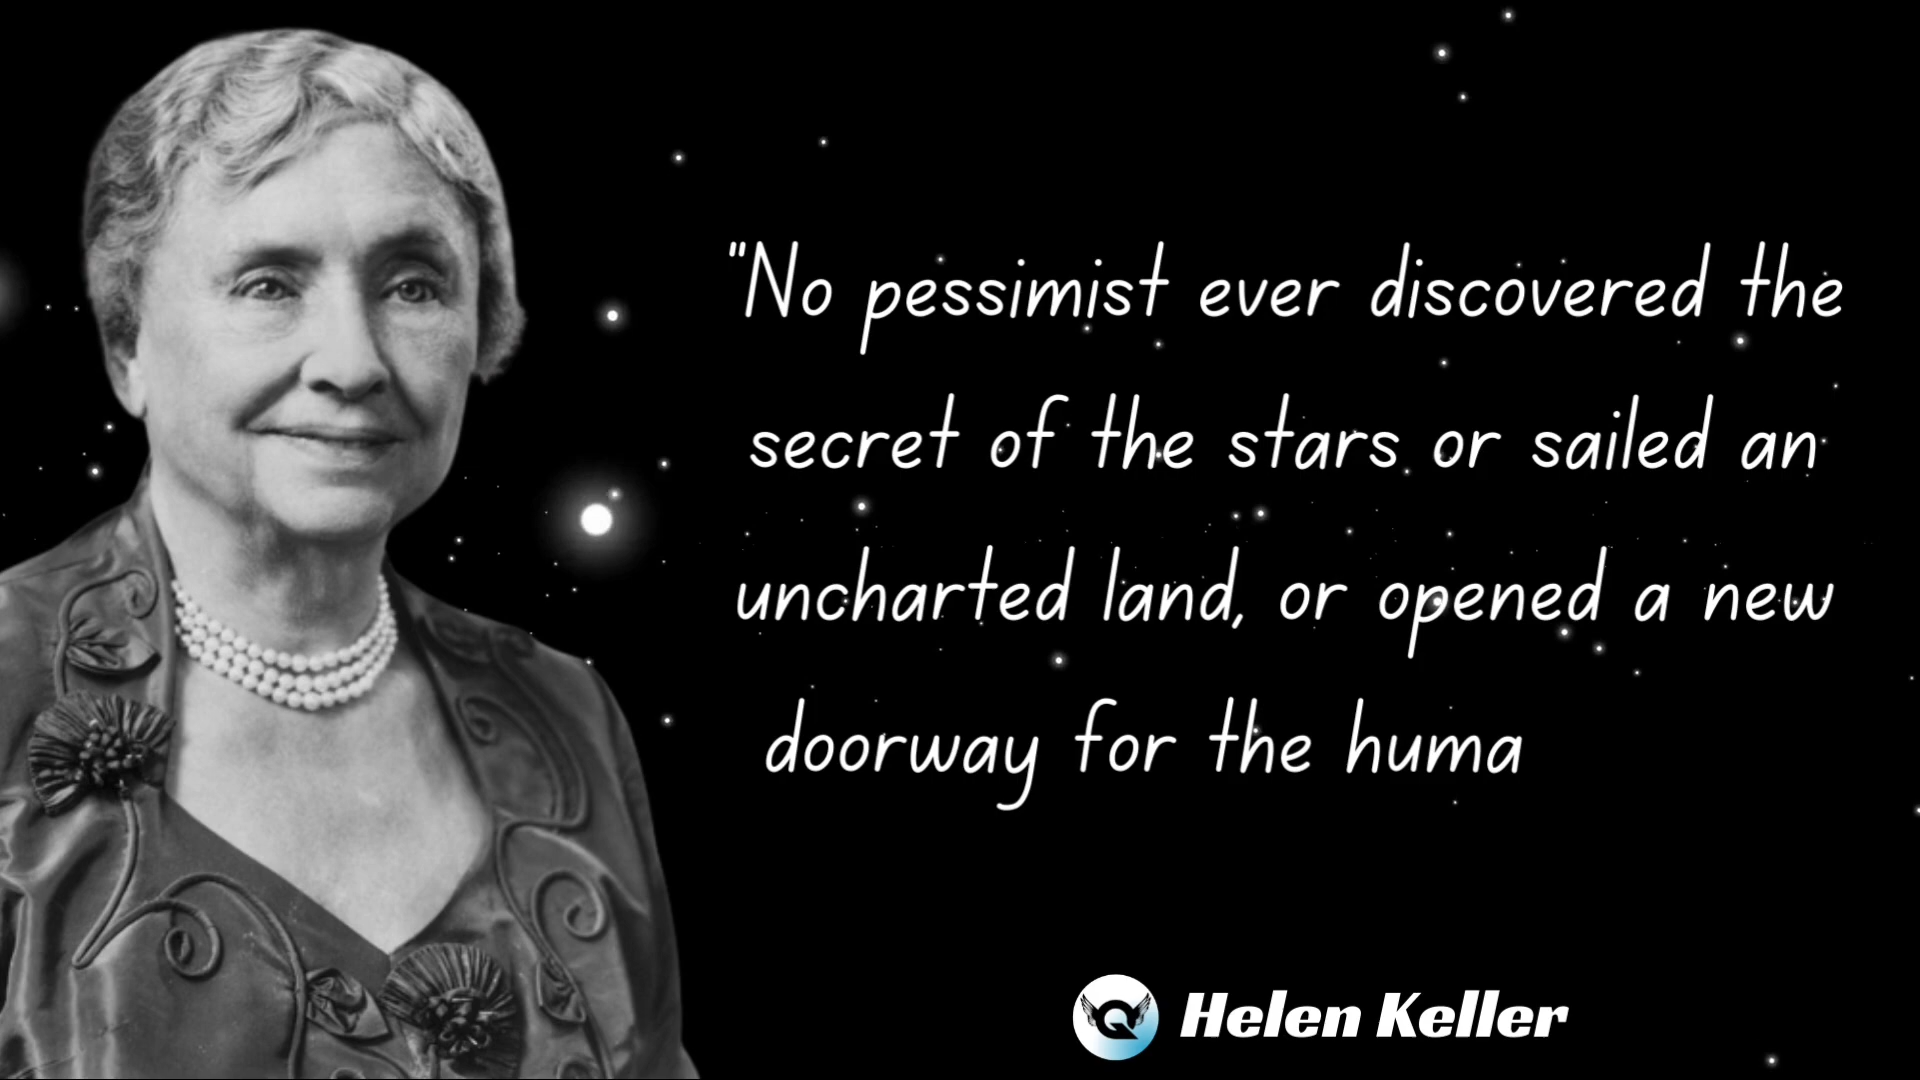 "No pessimist ever discovered the
secret of the stars or sailed an
uncharted land, or opened a new
doorway for the huma
Q Helen Keller